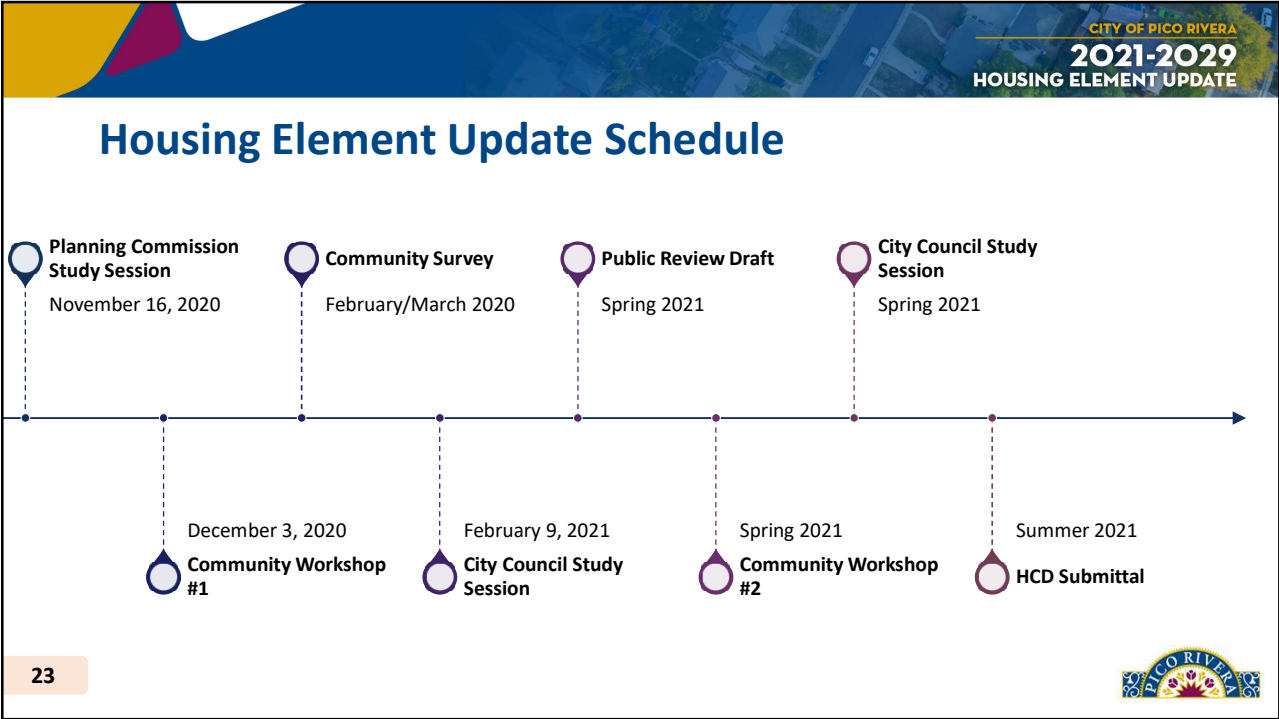 CITY OF PICO RIVERA
2021-2029
HOUSING ELEMENT UPDATE
Housing Element Update Schedule
Planning Commission
Study Session
November 16, 2020
Community Survey
February/March 2020
Public Review Draft
Spring 2021
City Council Study
Session
Spring 2021
December 3, 2020
Community Workshop
#1
February 9, 2021
City Council Study
Session
Spring 2021
Community Workshop
#2
Summer 2021
HCD Submittal
23
PICO RIVERA